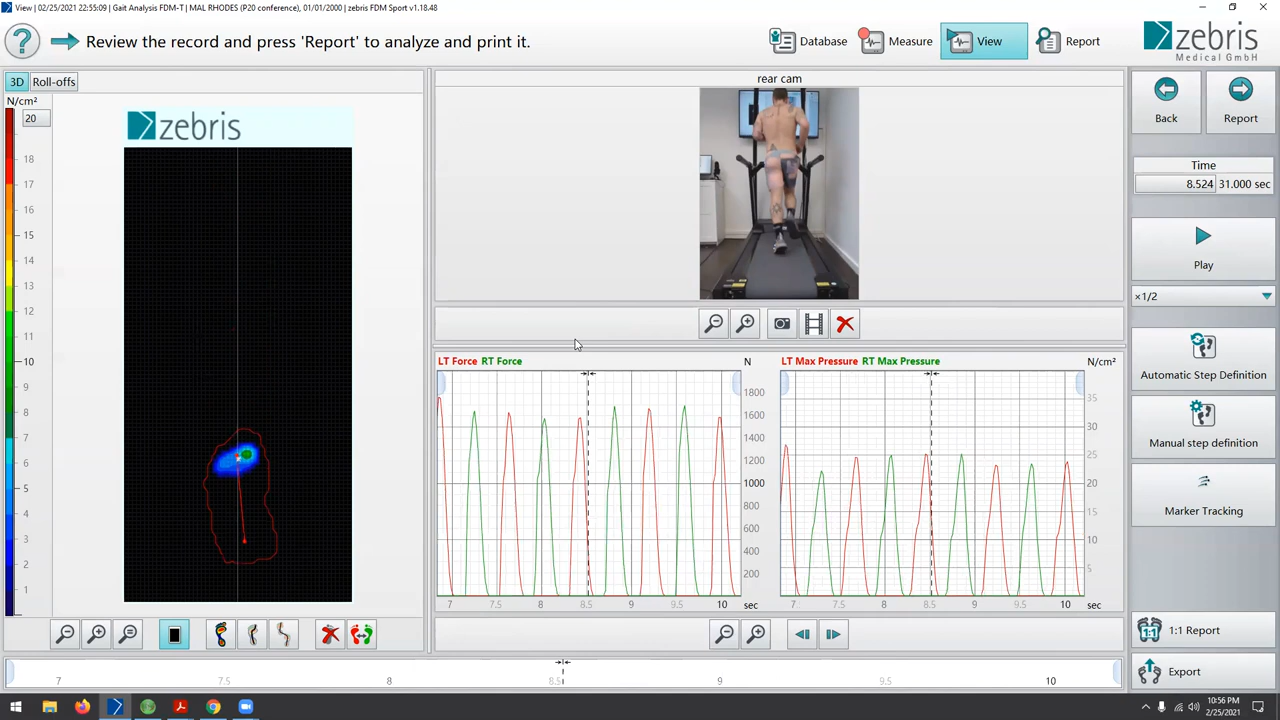 View | 02/25/2021 22:55:09 | Gait Analysis FDM-T | MAL RHODES (P20 conference), 01/01/2000 | zebris FDM Sport v1.18.48
? Review the record and press 'Report' to analyze and print it.
Database
Measure
View
Report
zebris
Medical GmbH
3D
Roll-offs
N/cm²
20
18
17
16
15
14
13
12
11
10
9
8
7
6
5
4
3
2
1
zebris
rear cam
Back
Report
Time
8.524
31.000 sec
Play
×1/2
Automatic Step Definition
Manual step definition
Marker Tracking
1:1 Report
Export
LT Force RT Force
N
1800
1600
1400
1200
1000
800
600
400
200
7 7.5 8 8.5 9 9.5 10 sec
LT Max Pressure RT Max Pressure
N/cm²
35
30
25
20
15
10
5
7 7.5 8 8.5 9 9.5 10 sec
7 7.5 8 8.5 9 9.5 10
10:56 PM
2/25/2021